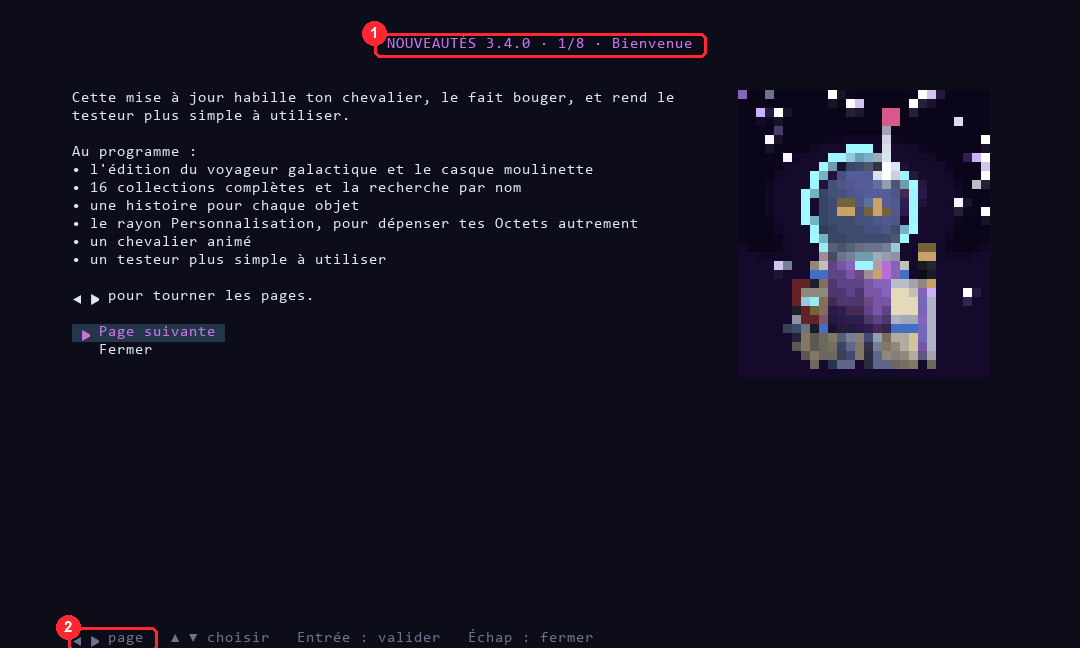 1
NOUVEAUTÉS 3.4.0 · 1/8 · Bienvenue
Cette mise à jour habille ton chevalier, le fait bouger, et rend le
testeur plus simple à utiliser.
Au programme :
• l'édition du voyageur galactique et le casque moulinette
• 16 collections complètes et la recherche par nom
• une histoire pour chaque objet
• le rayon Personnalisation, pour dépenser tes Octets autrement
• un chevalier animé
• un testeur plus simple à utiliser
◀ ▶ pour tourner les pages.
▶ Page suivante
Fermer
2
◀ ▶ page ▲ ▼ choisir Entrée : valider Échap : fermer